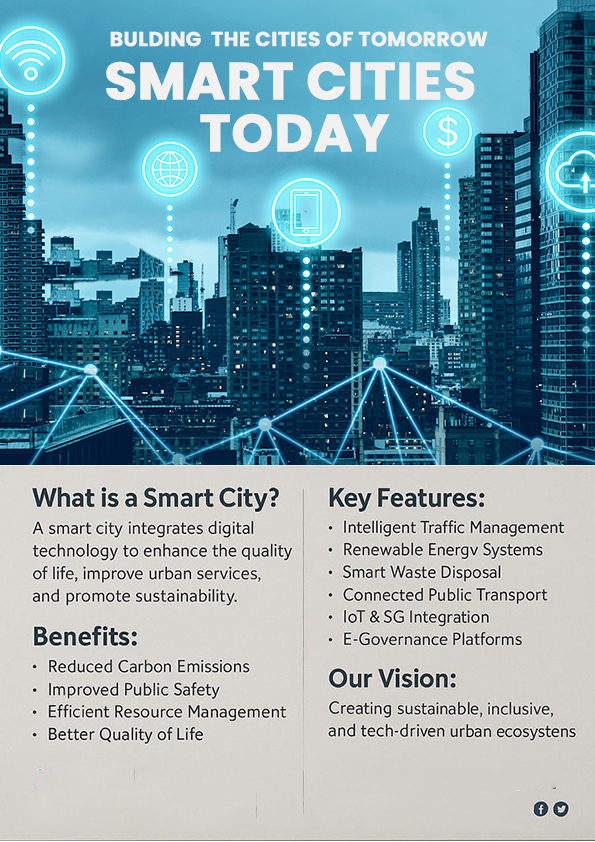 BULDING THE CITIES OF TOMORROW
SMART CITIES
TODAY
$
What is a Smart City?
A smart city integrates digital
technology to enhance the quality
of life, improve urban services,
and promote sustainability.
Benefits:
• Reduced Carbon Emissions
• Improved Public Safety
• Efficient Resource Management
• Better Quality of Life
Key Features:
• Intelligent Traffic Management
• Renewable Energv Systems
• Smart Waste Disposal
• Connected Public Transport
• IoT & SG Integration
• E-Governance Platforms
Our Vision:
Creating sustainable, inclusive,
and tech-driven urban ecosystens